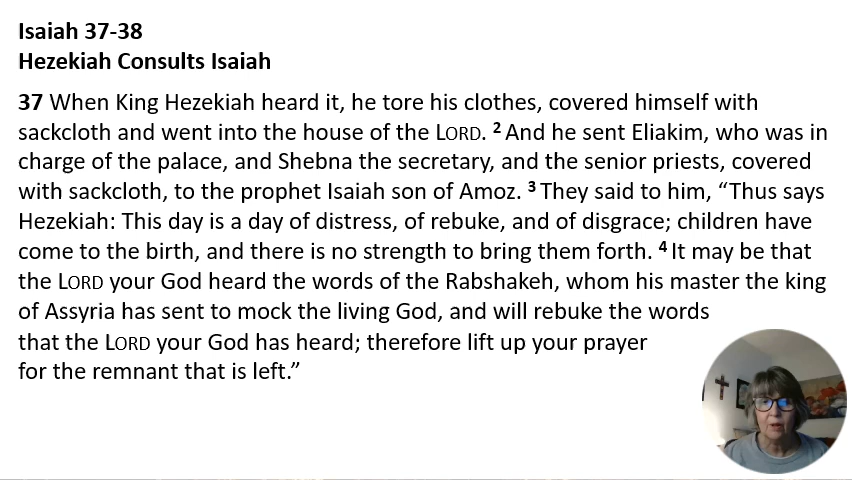 Isaiah 37-38
Hezekiah Consults Isaiah
37 When King Hezekiah heard it, he tore his clothes, covered himself with
sackcloth and went into the house of the LORD. 2 And he sent Eliakim, who was in
charge of the palace, and Shebna the secretary, and the senior priests, covered
with sackcloth, to the prophet Isaiah son of Amoz. 3 They said to him, “Thus says
Hezekiah: This day is a day of distress, of rebuke, and of disgrace; children have
come to the birth, and there is no strength to bring them forth. 4 It may be that
the LORD your God heard the words of the Rabshakeh, whom his master the king
of Assyria has sent to mock the living God, and will rebuke the words
that the LORD your God has heard; therefore lift up your prayer
for the remnant that is left.”